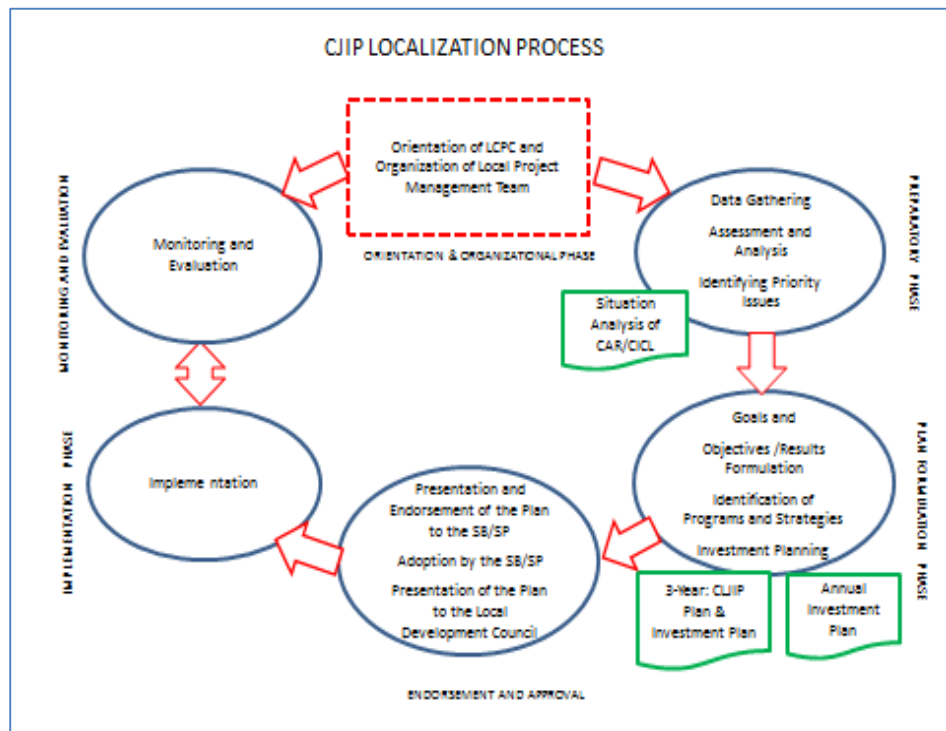 CJIP LOCALIZATION PROCESS
Orientation of LCPC and
Organization of Local Project
Management Team
ORIENTATION & ORGANIZATIONAL PHASE
Data Gathering
Assessment and
Analysis
Identifying Priority
Issues
PREPARATORY PHASE
Situation
Analysis of
CAR/CICL
Goals and
Objectives /Results
Formulation
Identification of
Programs and Strategies
Investment Planning
PLAN FORMULATION PHASE
3-Year: CLJIP
Plan &
Investment Plan
Annual
Investment
Plan
Presentation and
Endorsement of the Plan
to the SB/SP
Adoption by the SB/SP
Presentation of the Plan
to the Local
Development Council
ENDORSEMENT AND APPROVAL
Impleme ntation
IMPLEMENTATION PHASE
Monitoring and
Evaluation
MONITORING AND EVALUATION